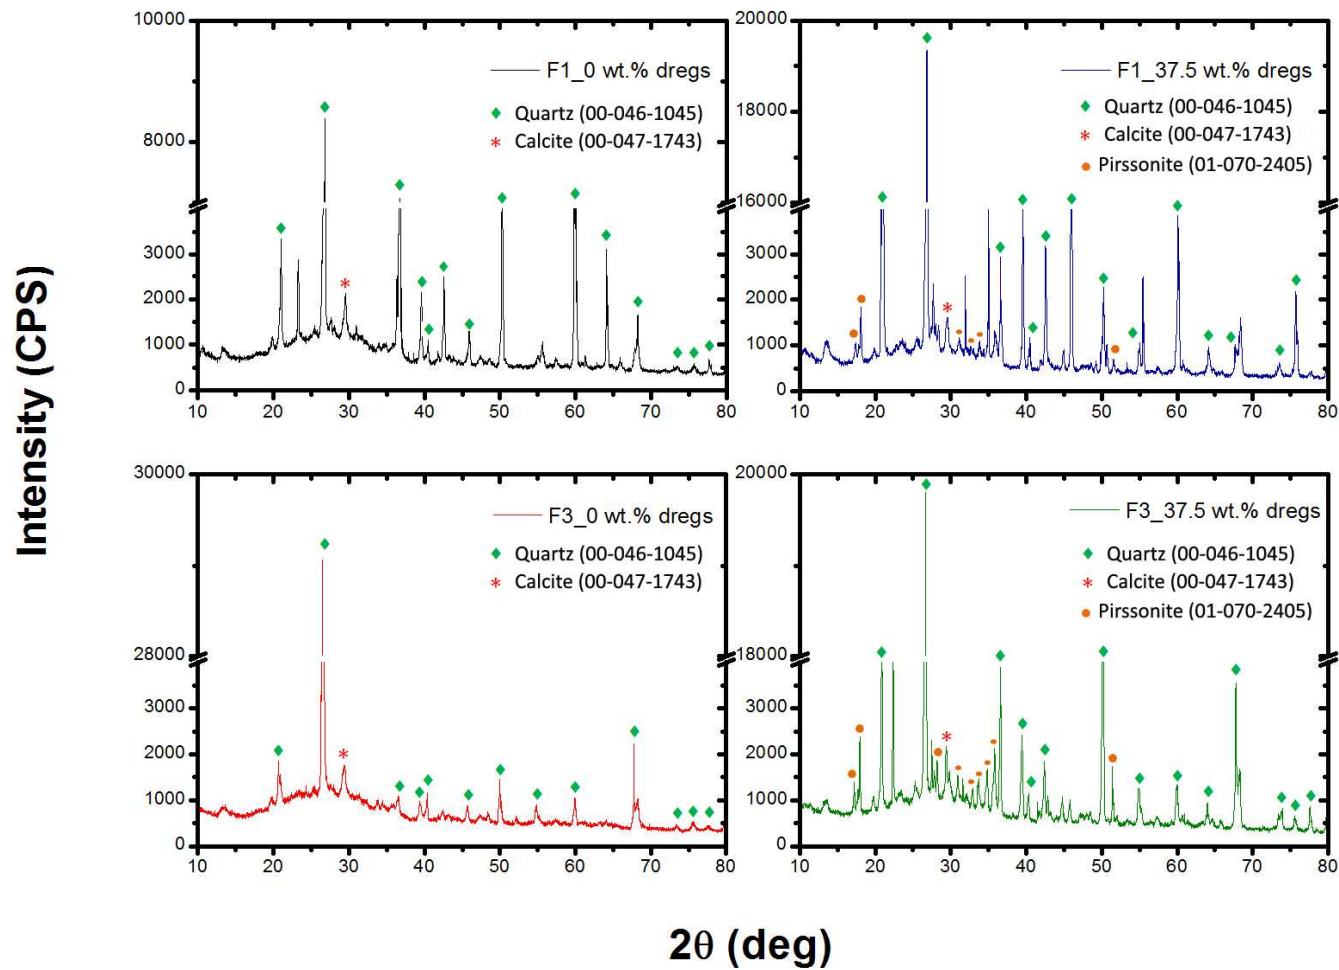 Intensity (CPS)
10000
8000
3000
2000
1000
0
10 20 30 40 50 60 70 80
F1_0 wt.% dregs
Quartz (00-046-1045)
Calcite (00-047-1743)
20000
18000
16000
3000
2000
1000
0
10 20 30 40 50 60 70 80
F1_37.5 wt.% dregs
Quartz (00-046-1045)
Calcite (00-047-1743)
Pirssonite (01-070-2405)
30000
28000
3000
2000
1000
0
10 20 30 40 50 60 70 80
F3_0 wt.% dregs
Quartz (00-046-1045)
Calcite (00-047-1743)
20000
18000
3000
2000
1000
0
10 20 30 40 50 60 70 80
F3_37.5 wt.% dregs
Quartz (00-046-1045)
Calcite (00-047-1743)
Pirssonite (01-070-2405)
2θ (deg)